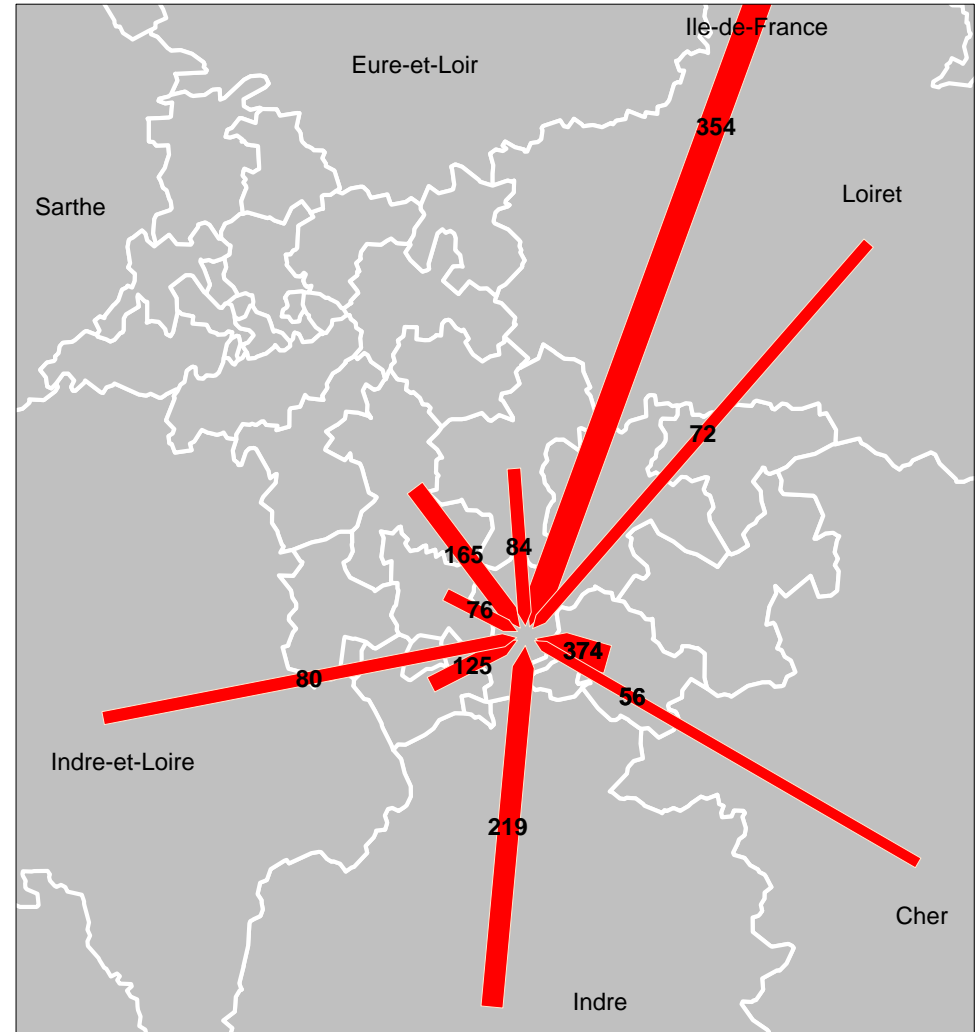 Ile-de-France
Eure-et-Loir
354
Loiret
Sarthe
72
84
165
76
374
125
80
56
Indre-et-Loire
219
Cher
Indre